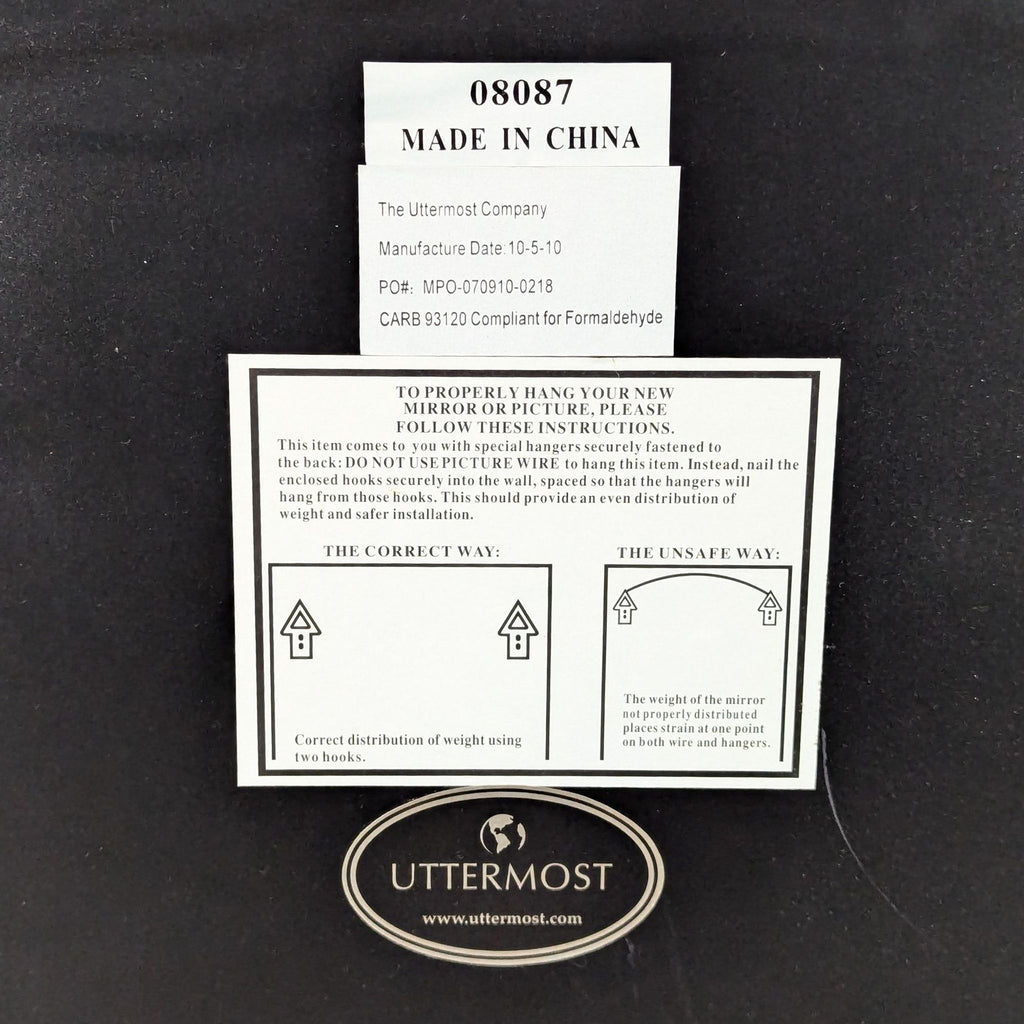 08087
MADE IN CHINA
The Uttermost Company
Manufacture Date: 10-5-10
PO#: MPO-070910-0218
CARB 93120 Compliant for Formaldehyde
TO PROPERLY HANG YOUR NEW
MIRROR OR PICTURE, PLEASE
FOLLOW THESE INSTRUCTIONS.
This item comes to you with special hangers securely fastened to
the back: DO NOT USE PICTURE WIRE to hang this item. Instead, nail the
enclosed hooks securely into the wall, spaced so that the hangers will
hang from those hooks. This should provide an even distribution of
weight and safer installation.
THE CORRECT WAY:
Correct distribution of weight using
two hooks.
THE UNSAFE WAY:
The weight of the mirror
not properly distributed
places strain at one point
on both wire and hangers.
UTTERMOST
www.uttermost.com